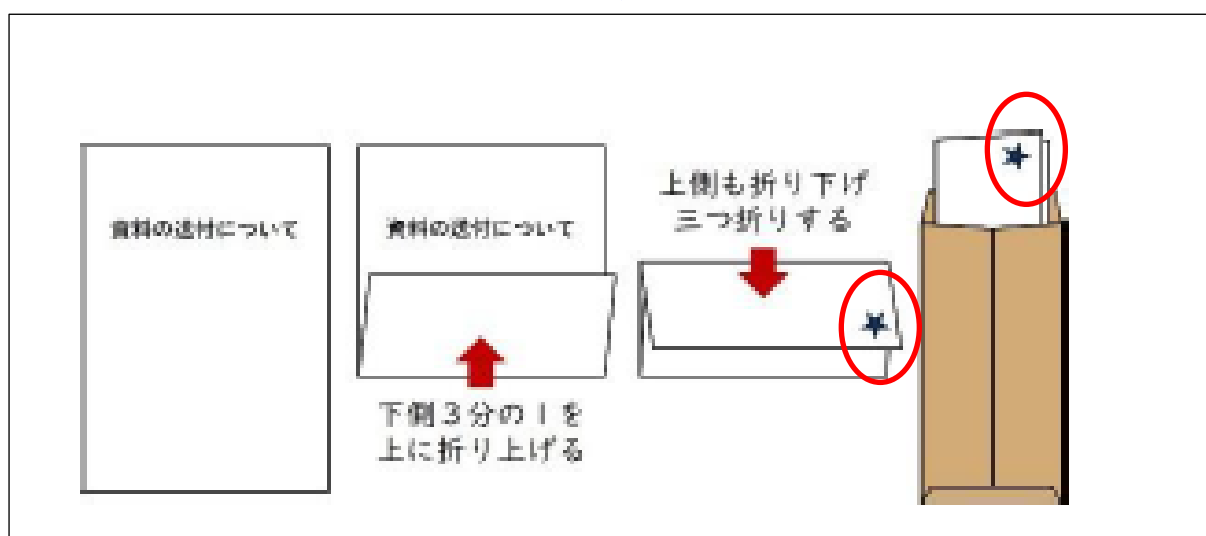 資料の送付について
資料の送付について
下側３分の１を
上に折り上げる
上側も折り下げ
三つ折りする